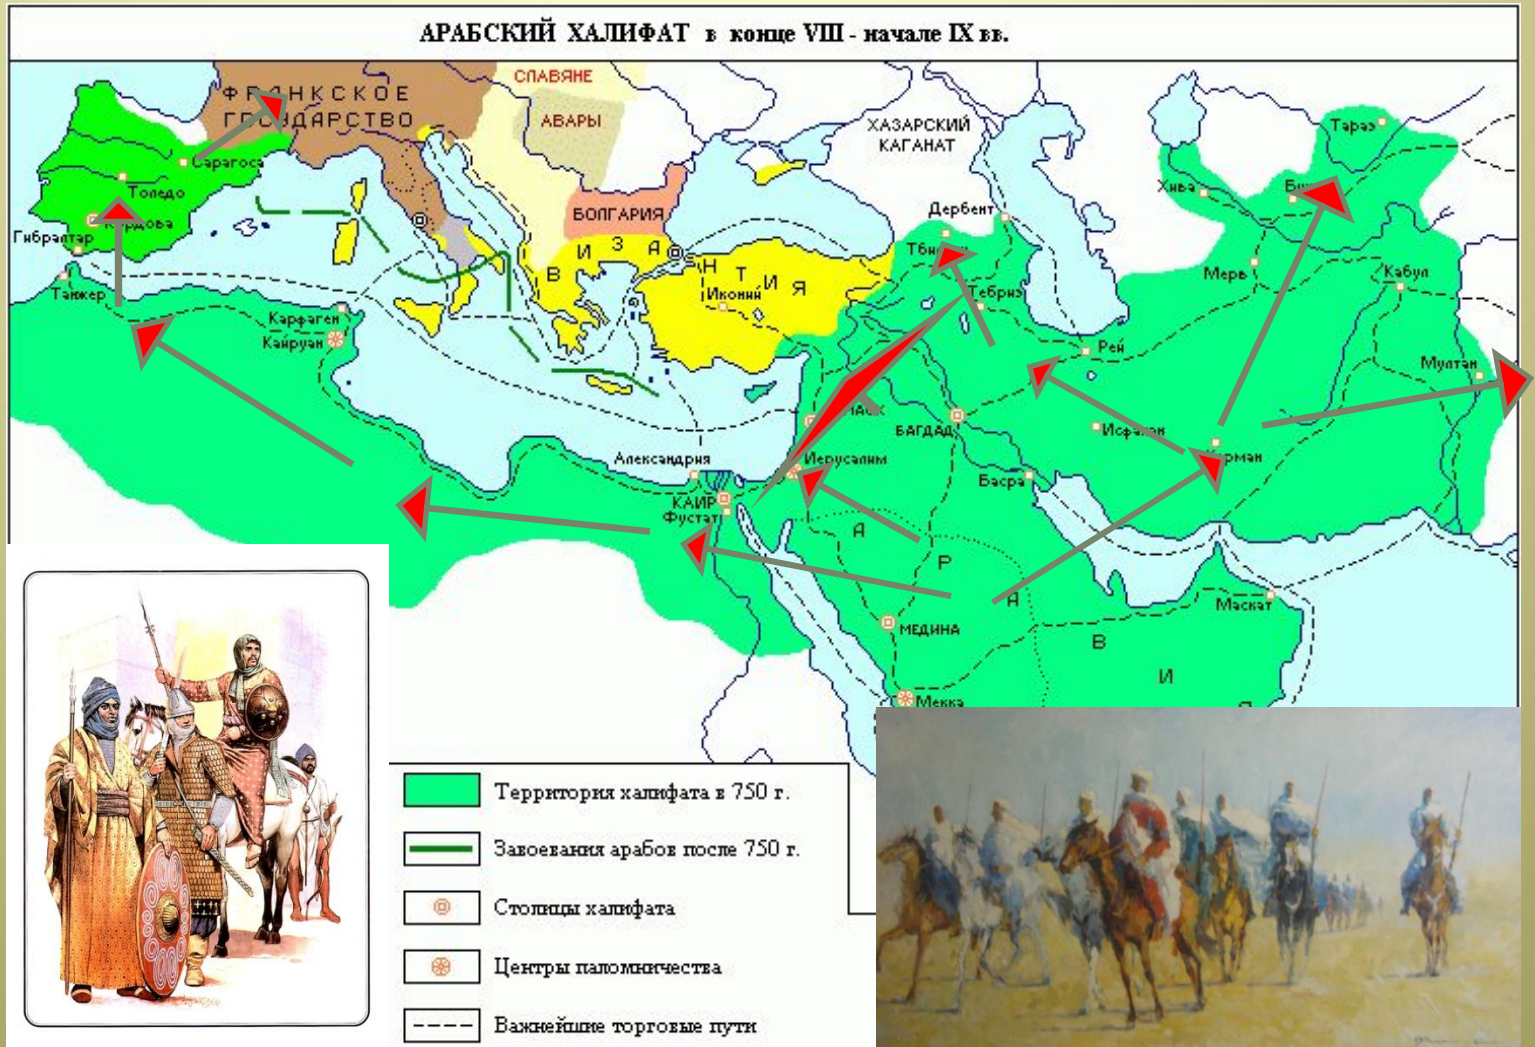 АРАБСКИЙ ХАЛИФАТ в конце VIII - начале IX вв.
СЛАВЯНЕ
ФРАНКСКОЕ
ГОСУДАРСТВО
АВАРЫ
ХАЗАРСКИЙ
КАГАНАТ
Тараз
Сарагоса
Толедо
Хива
Кордова
БОЛГАРИЯ
Дербент
Гибралтар
ВИЗАНТИЯ
Мерв
Кабул
Танжер
Иконий
Тебриз
Карфаген
Кайруан
Рей
Мултан
БАГДАД
Исфахан
Александрия
Иерусалим
Керман
Басра
КАИР
Фустат
А Р А В И
Маскат
МЕДИНА
Мекка
Территория халифата в 750 г.
Завоевания арабов после 750 г.
Столицы халифата
Центры паломничества
Важнейшие торговые пути